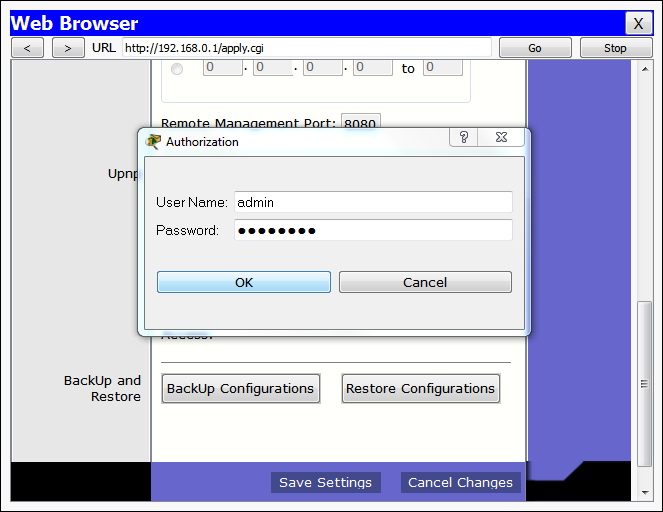 Web Browser X
< > URL http://192.168.0.1/apply.cgi Go Stop
0 . 0 . 0 . 0 to 0
Remote Management Port: 8080
Authorization ? X
Upnp
User Name: admin
Password: ●●●●●●●●
OK Cancel
Access:
BackUp and
Restore
BackUp Configurations Restore Configurations
Save Settings Cancel Changes